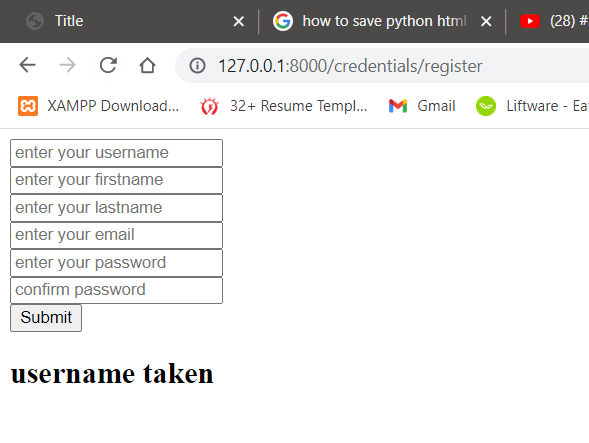 Title
how to save python html
(28) #
127.0.0.1:8000/credentials/register
XAMPP Download... 32+ Resume Templ... Gmail Liftware - Ea
enter your username
enter your firstname
enter your lastname
enter your email
enter your password
confirm password
Submit
username taken